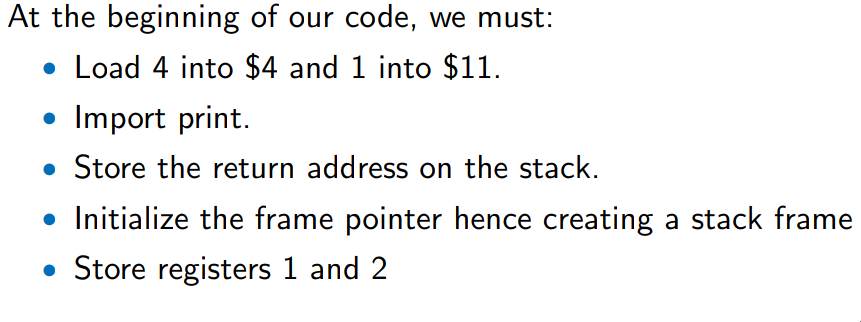 At the beginning of our code, we must:
• Load 4 into $4 and 1 into $11.
• Import print.
• Store the return address on the stack.
• Initialize the frame pointer hence creating a stack frame
• Store registers 1 and 2